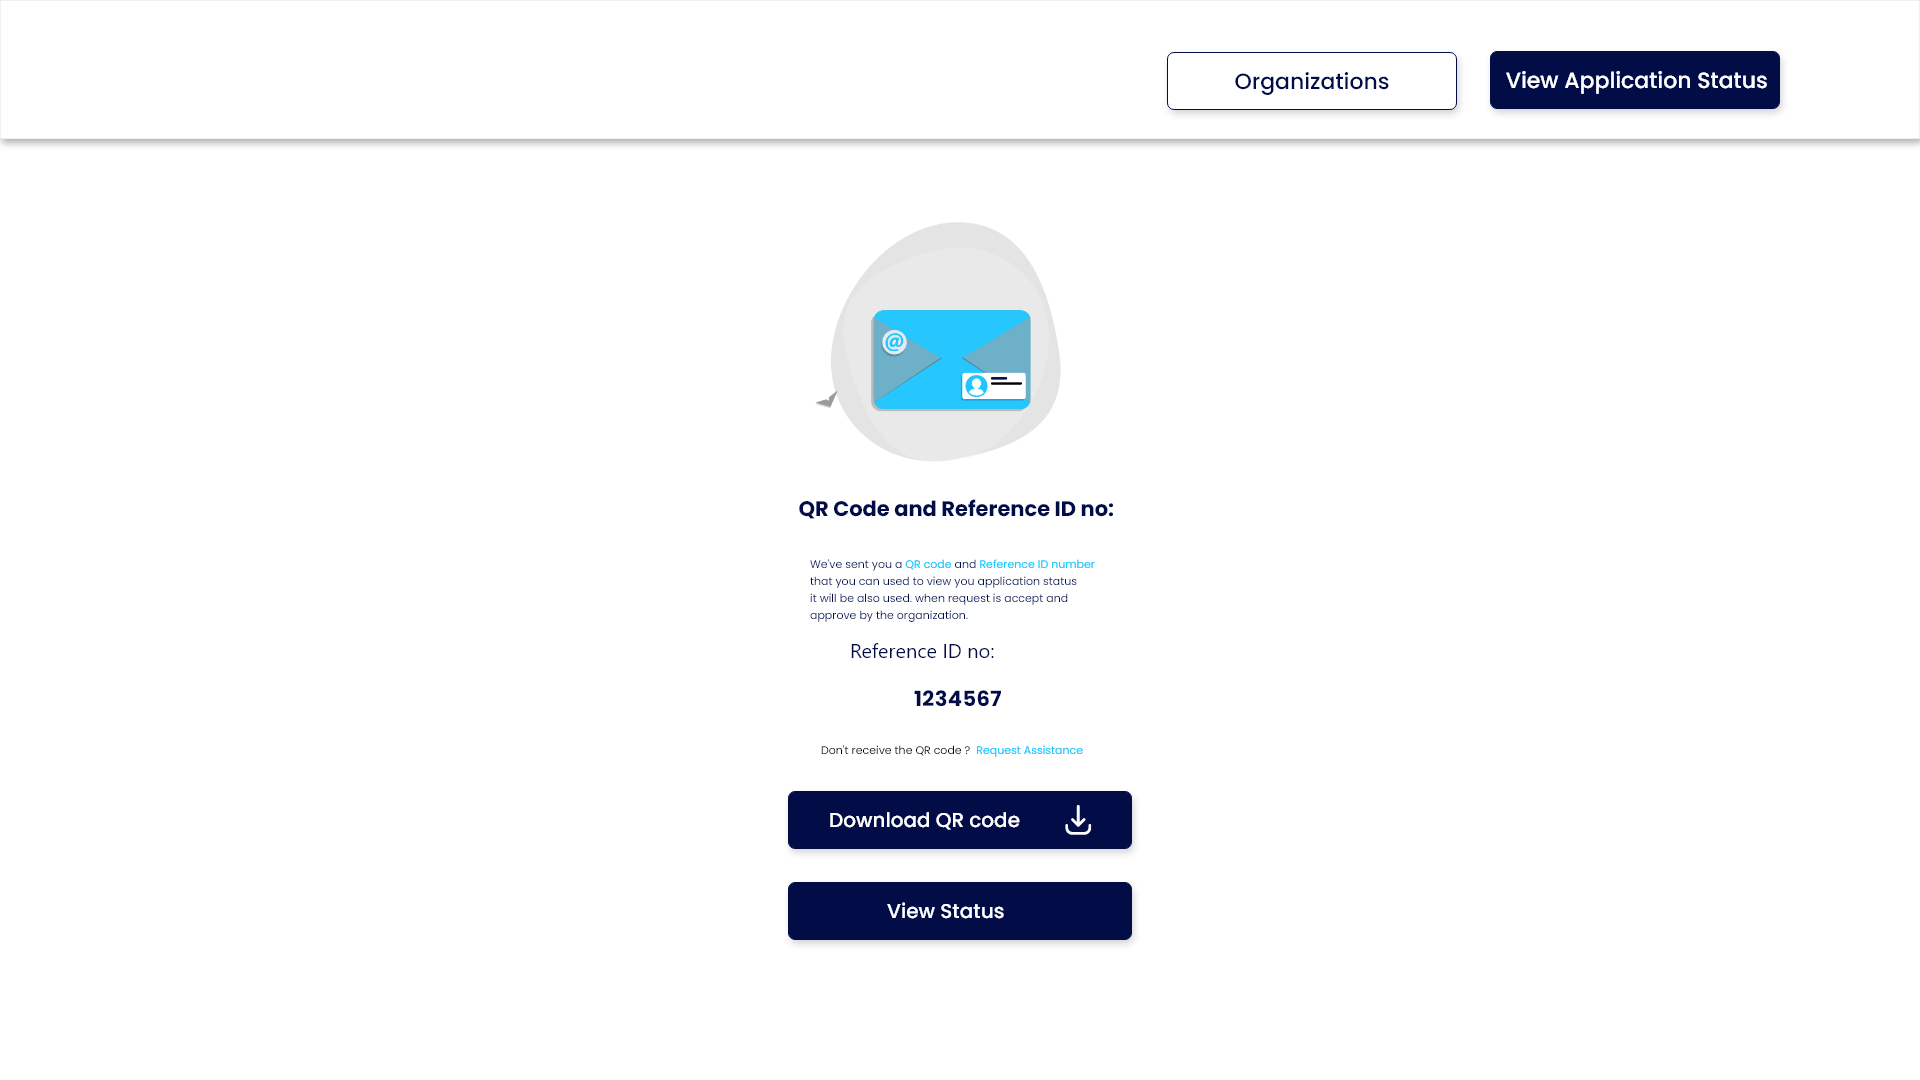 Organizations
View Application Status
@
QR Code and Reference ID no:
We've sent you a QR code and Reference ID number
that you can used to view you application status
it will be also used. when request is accept and
approve by the organization.
Reference ID no:
1234567
Don't receive the QR code ? Request Assistance
Download QR code
View Status